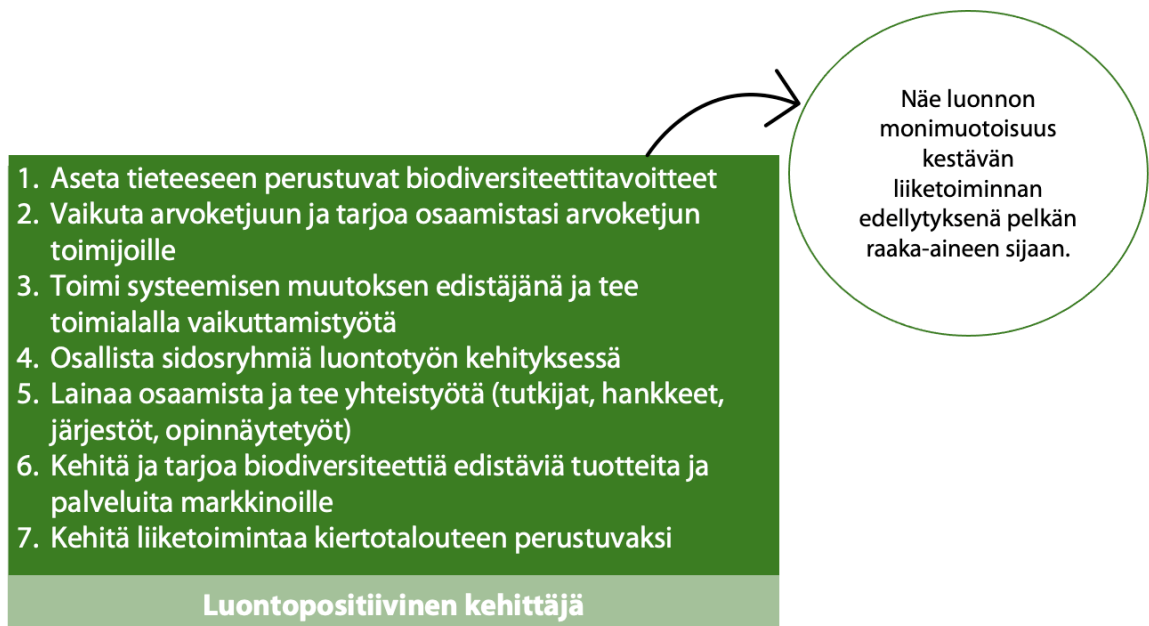 1. Aseta tieteeseen perustuvat biodiversiteettitavoitteet
2. Vaikuta arvoketjuun ja tarjoa osaamistasi arvoketjun
toimijoille
3. Toimi systeemisen muutoksen edistäjänä ja tee
toimialalla vaikuttamistyötä
4. Osallista sidosryhmiä luontotyön kehityksessä
5. Lainaa osaamista ja tee yhteistyötä (tutkijat, hankkeet,
järjestöt, opinnäytetyöt)
6. Kehitä ja tarjoa biodiversiteettiä edistäviä tuotteita ja
palveluita markkinoille
7. Kehitä liiketoimintaa kiertotalouteen perustuvaksi
Luontopositiivinen kehittäjä
Näe luonnon
monimuotoisuus
kestävän
liiketoiminnan
edellytyksenä pelkän
raaka-aineen sijaan.